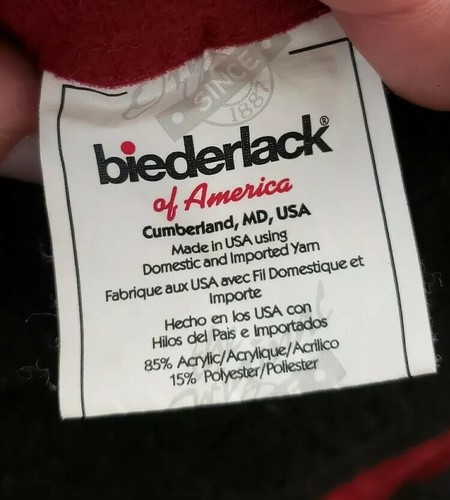 SINCE
1887
biederlack®
of America
Cumberland, MD, USA
Made in USA using
Domestic and Imported Yarn
Fabrique aux USA avec Fil Domestique et
Importe
Hecho en los USA con
Hilos del Pais e Importados
85% Acrylic/Acrylique/Acrilico
15% Polyester/Poliester